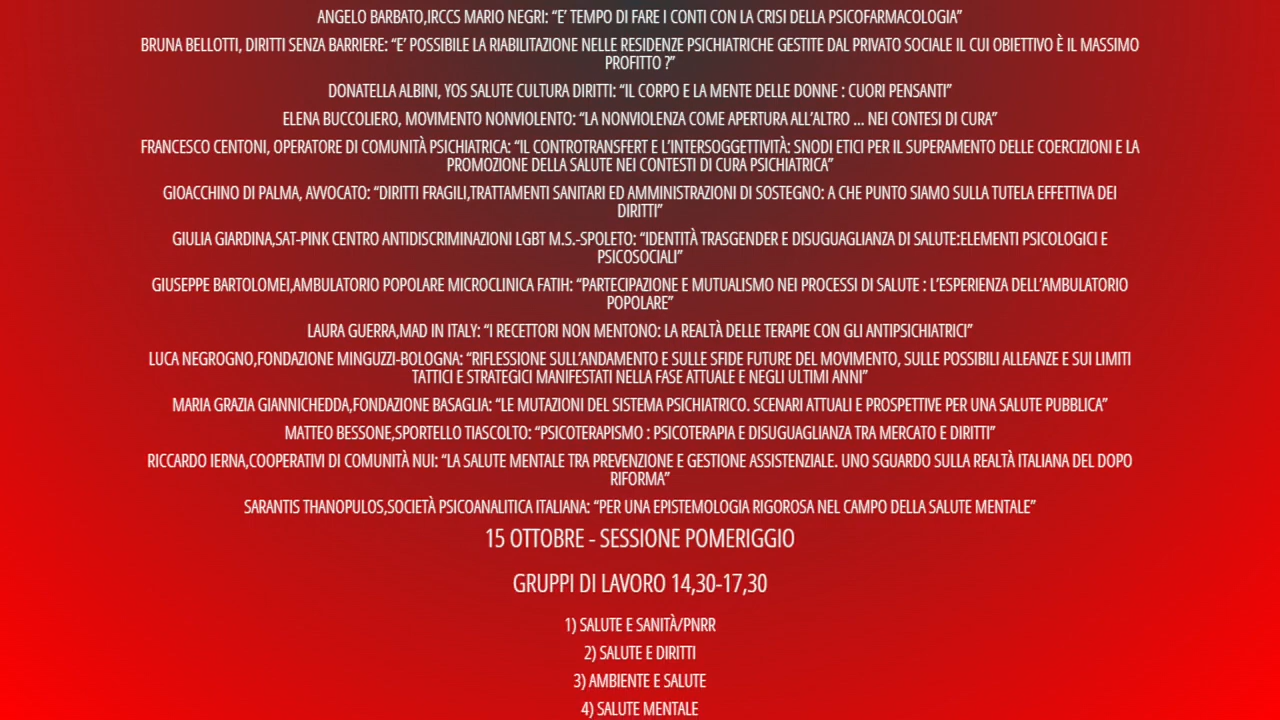 ANGELO BARBATO,IRCCS MARIO NEGRI: “E’ TEMPO DI FARE I CONTI CON LA CRISI DELLA PSICOFARMACOLOGIA”
BRUNA BELLOTTI, DIRITTI SENZA BARRIERE: “E’ POSSIBILE LA RIABILITAZIONE NELLE RESIDENZE PSICHIATRICHE GESTITE DAL PRIVATO SOCIALE IL CUI OBIETTIVO È IL MASSIMO
PROFITTO ?”
DONATELLA ALBINI, YOS SALUTE CULTURA DIRITTI: “IL CORPO E LA MENTE DELLE DONNE : CUORI PENSANTI”
ELENA BUCCOLIERO, MOVIMENTO NONVIOLENTO: “LA NONVIOLENZA COME APERTURA ALL’ALTRO ... NEI CONTESI DI CURA”
FRANCESCO CENTONI, OPERATORE DI COMUNITÀ PSICHIATRICA: “IL CONTROTRANSFERT E L’INTERSOGGETTIVITÀ: SNODI ETICI PER IL SUPERAMENTO DELLE COERCIZIONI E LA
PROMOZIONE DELLA SALUTE NEI CONTESTI DI CURA PSICHIATRICA”
GIOACCHINO DI PALMA, AVVOCATO: “DIRITTI FRAGILI,TRATTAMENTI SANITARI ED AMMINISTRAZIONI DI SOSTEGNO: A CHE PUNTO SIAMO SULLA TUTELA EFFETTIVA DEI
DIRITTI”
GIULIA GIARDINA,SAT-PINK CENTRO ANTIDISCRIMINAZIONI LGBT M.S.-SPOLETO: “IDENTITÀ TRASGENDER E DISUGUAGLIANZA DI SALUTE:ELEMENTI PSICOLOGICI E
PSICOSOCIALI”
GIUSEPPE BARTOLOMEI,AMBULATORIO POPOLARE MICROCLINICA FATIH: “PARTECIPAZIONE E MUTUALISMO NEI PROCESSI DI SALUTE : L’ESPERIENZA DELL’AMBULATORIO
POPOLARE”
LAURA GUERRA,MAD IN ITALY: “I RECETTORI NON MENTONO: LA REALTÀ DELLE TERAPIE CON GLI ANTIPSICHIATRICI”
LUCA NEGROGNO,FONDAZIONE MINGUZZI-BOLOGNA: “RIFLESSIONE SULL’ANDAMENTO E SULLE SFIDE FUTURE DEL MOVIMENTO, SULLE POSSIBILI ALLEANZE E SUI LIMITI
TATTICI E STRATEGICI MANIFESTATI NELLA FASE ATTUALE E NEGLI ULTIMI ANNI”
MARIA GRAZIA GIANNICHEDDA,FONDAZIONE BASAGLIA: “LE MUTAZIONI DEL SISTEMA PSICHIATRICO. SCENARI ATTUALI E PROSPETTIVE PER UNA SALUTE PUBBLICA”
MATTEO BESSONE,SPORTELLO TIASCOLTO: “PSICOTERAPISMO : PSICOTERAPIA E DISUGUAGLIANZA TRA MERCATO E DIRITTI”
RICCARDO IERNA,COOPERATIVI DI COMUNITÀ NUI: “LA SALUTE MENTALE TRA PREVENZIONE E GESTIONE ASSISTENZIALE. UNO SGUARDO SULLA REALTÀ ITALIANA DEL DOPO
RIFORMA”
SARANTIS THANOPULOS,SOCIETÀ PSICOANALITICA ITALIANA: “PER UNA EPISTEMOLOGIA RIGOROSA NEL CAMPO DELLA SALUTE MENTALE”
15 OTTOBRE - SESSIONE POMERIGGIO
GRUPPI DI LAVORO 14,30-17,30
1) SALUTE E SANITÀ/PNRR
2) SALUTE E DIRITTI
3) AMBIENTE E SALUTE
4) SALUTE MENTALE